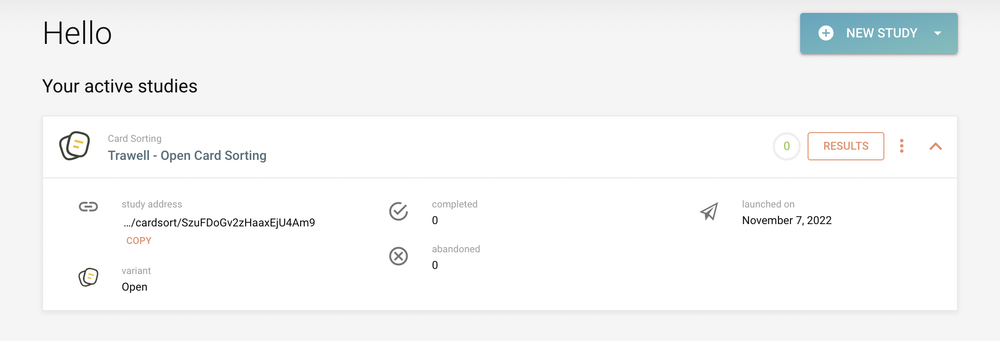 Hello
NEW STUDY
Your active studies
Card Sorting
Trawell - Open Card Sorting
0
RESULTS
study address
.../cardsort/SzuFDoGv2zHaaxEjU4Am9
COPY
variant
Open
completed
0
abandoned
0
launched on
November 7, 2022